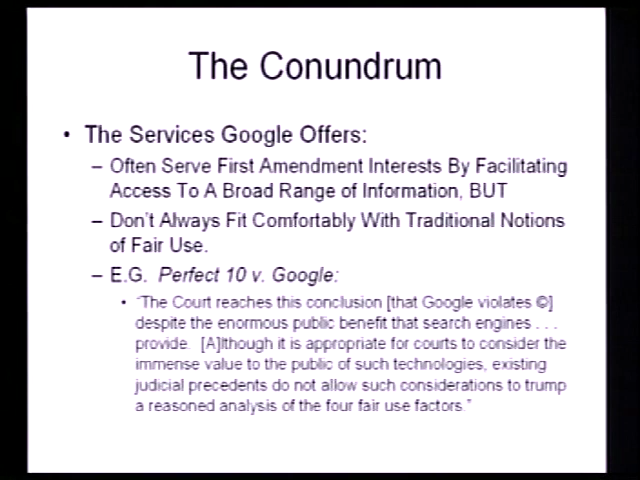 The Conundrum
• The Services Google Offers:
– Often Serve First Amendment Interests By Facilitating
Access To A Broad Range of Information, BUT
– Don't Always Fit Comfortably With Traditional Notions
of Fair Use.
– E.G. Perfect 10 v. Google:
• "The Court reaches this conclusion [that Google violates ©]
despite the enormous public benefit that search engines . . .
provide. [A]lthough it is appropriate for courts to consider the
immense value to the public of such technologies, existing
judicial precedents do not allow such considerations to trump
a reasoned analysis of the four fair use factors."